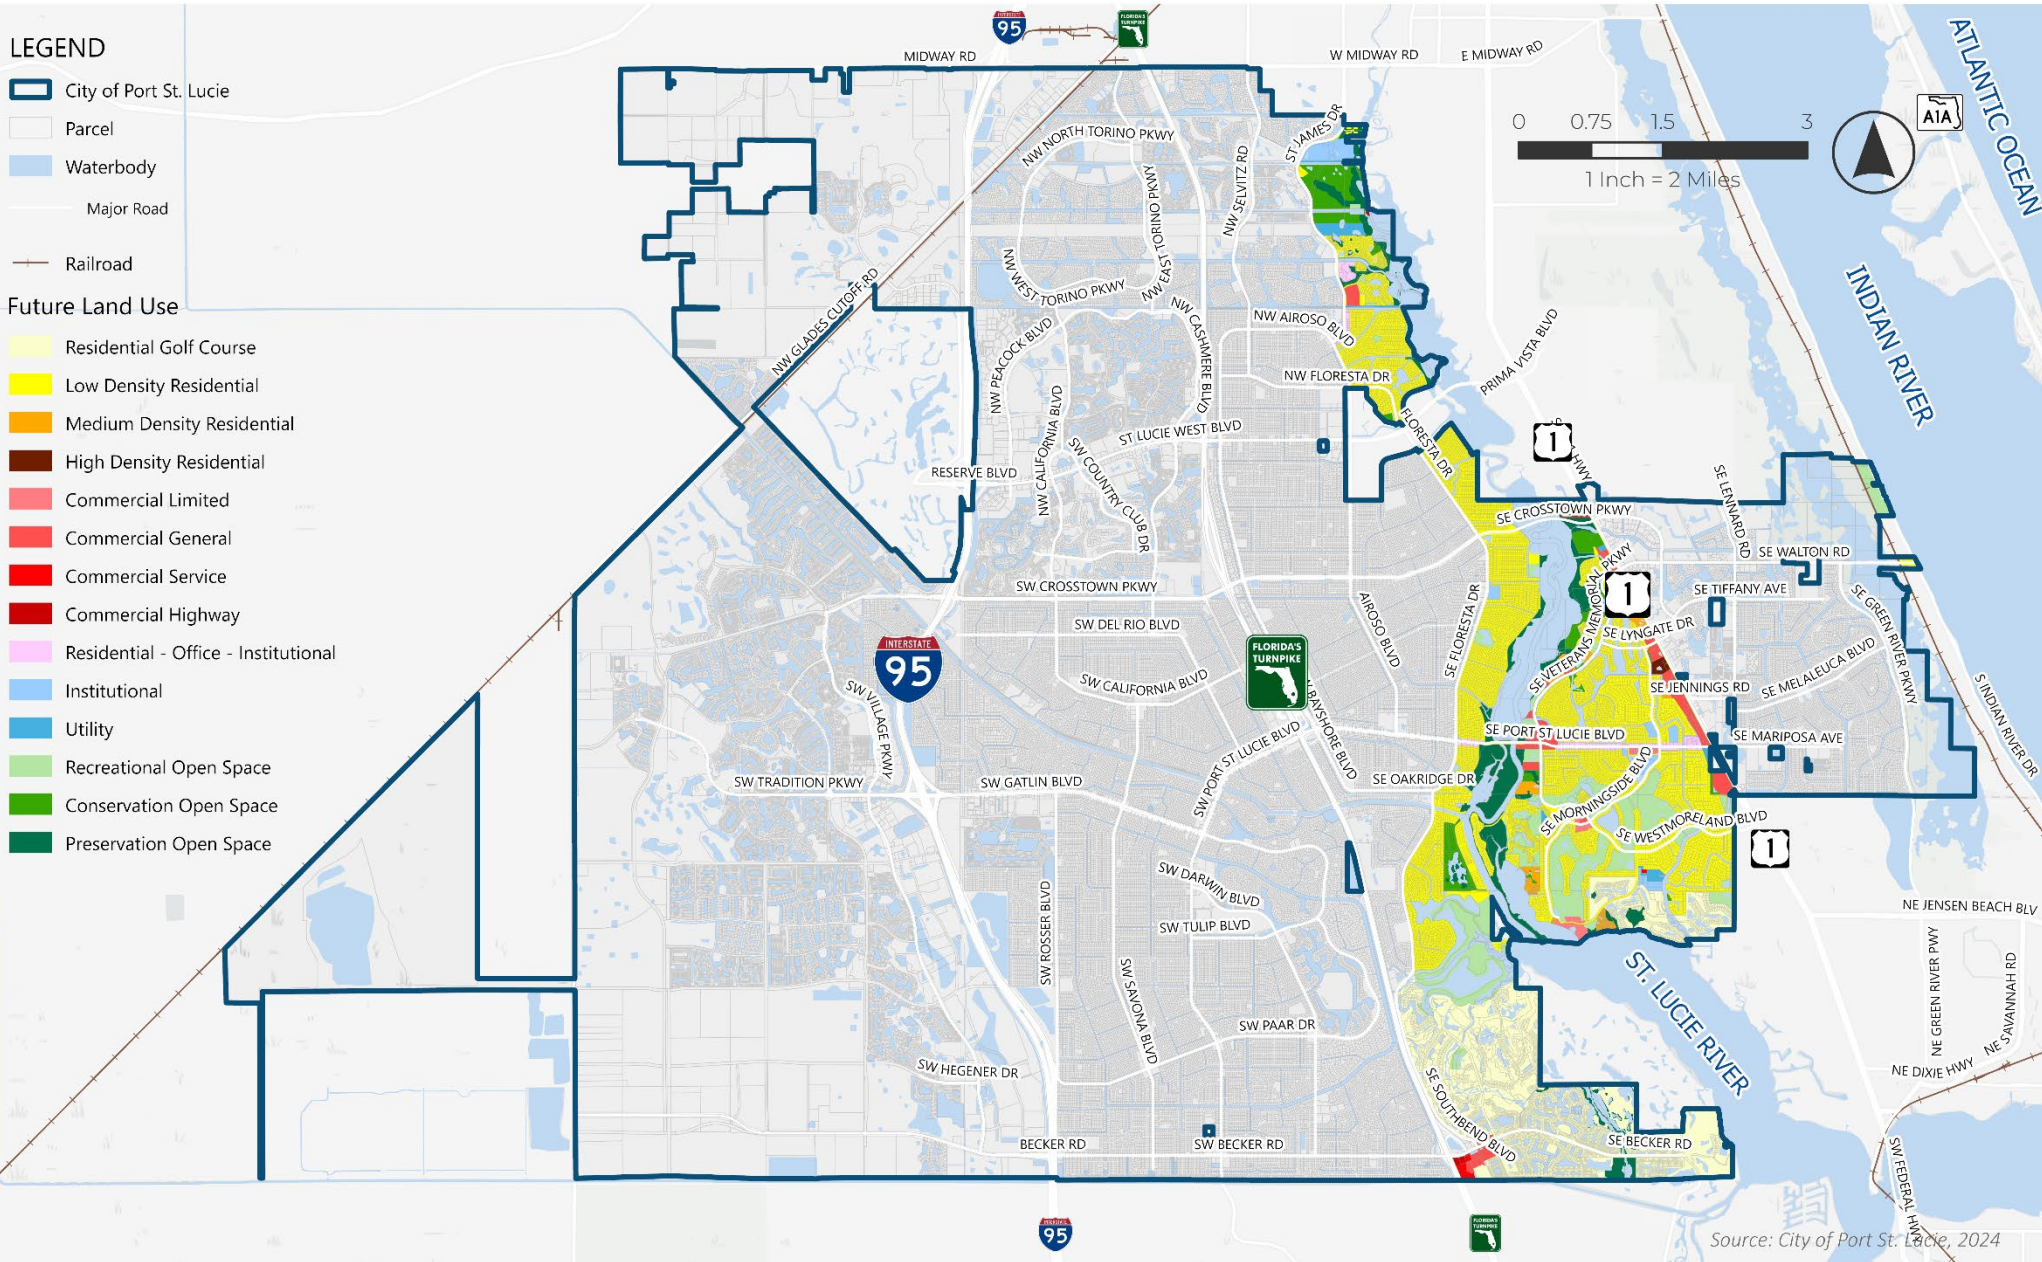 LEGEND
City of Port St. Lucie
Parcel
Waterbody
Major Road
Railroad
Future Land Use
Residential Golf Course
Low Density Residential
Medium Density Residential
High Density Residential
Commercial Limited
Commercial General
Commercial Service
Commercial Highway
Residential - Office - Institutional
Institutional
Utility
Recreational Open Space
Conservation Open Space
Preservation Open Space
INTERSTATE
95
FLORIDA'S
TURNPIKE
MIDWAY RD
W MIDWAY RD
E MIDWAY RD
ATLANTIC OCEAN
A1A
0 0.75 1.5 3
1 Inch = 2 Miles
ST JAMES DR
NW NORTH TORINO PKWY
NW EAST TORINO PKWY
NW SELVITZ RD
NW WEST TORINO PKWY
INDIAN RIVER
NW GLADES CUTOFF RD
NW PEACOCK BLVD
NW CASHMERE BLVD
NW AIROSO BLVD
NW FLORESTA DR
PRIMA VISTA BLVD
NW CALIFORNIA BLVD
ST LUCIE WEST BLVD
SW COUNTRY CLUB DR
FLORESTA DR
RESERVE BLVD
1
HWY
SE LENNARD RD
SE CROSSTOWN PKWY
SE WALTON RD
SW CROSSTOWN PKWY
SE VETERANS MEMORIAL PKWY
1
SE TIFFANY AVE
SE GREEN RIVER PKWY
SW DEL RIO BLVD
AIROSO BLVD
SE FLORESTA DR
SE LYNGATE DR
SE MELALEUCA BLVD
INTERSTATE
95
FLORIDA'S
TURNPIKE
SW CALIFORNIA BLVD
SE JENNINGS RD
S INDIAN RIVER DR
SW VILLAGE PKWY
N BAYSHORE BLVD
SW PORT ST LUCIE BLVD
SE PORT ST LUCIE BLVD
SE MARIPOSA AVE
SW TRADITION PKWY
SW GATLIN BLVD
SE OAKRIDGE DR
SE MORNINGSIDE BLVD
SE WESTMORELAND BLVD
1
SW DARWIN BLVD
SW ROSSER BLVD
SW TULIP BLVD
NE JENSEN BEACH BLV
SW SAVONA BLVD
ST. LUCIE RIVER
NE GREEN RIVER PWY
NE SAVANNAH RD
SW PAAR DR
SW HEGENER DR
SE SOUTHBEND BLVD
NE DIXIE HWY
BECKER RD
SW BECKER RD
SE BECKER RD
SW FEDERAL HWY
INTERSTATE
95
FLORIDA'S
TURNPIKE
Source: City of Port St. Lucie, 2024